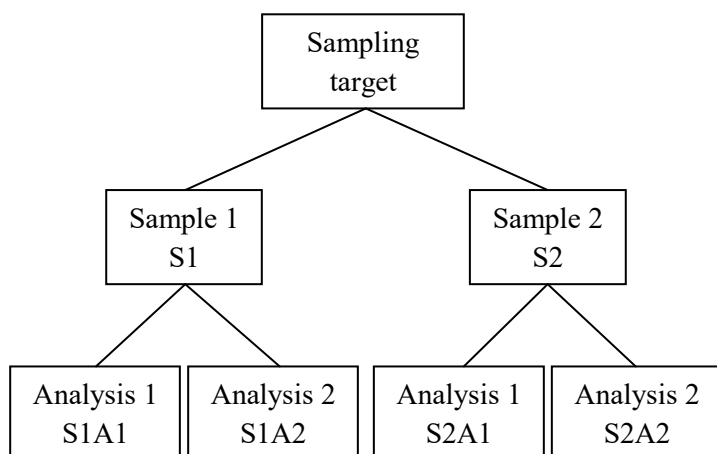 Sampling
target
Sample 1
S1
Sample 2
S2
Analysis 1
S1A1
Analysis 2
S1A2
Analysis 1
S2A1
Analysis 2
S2A2